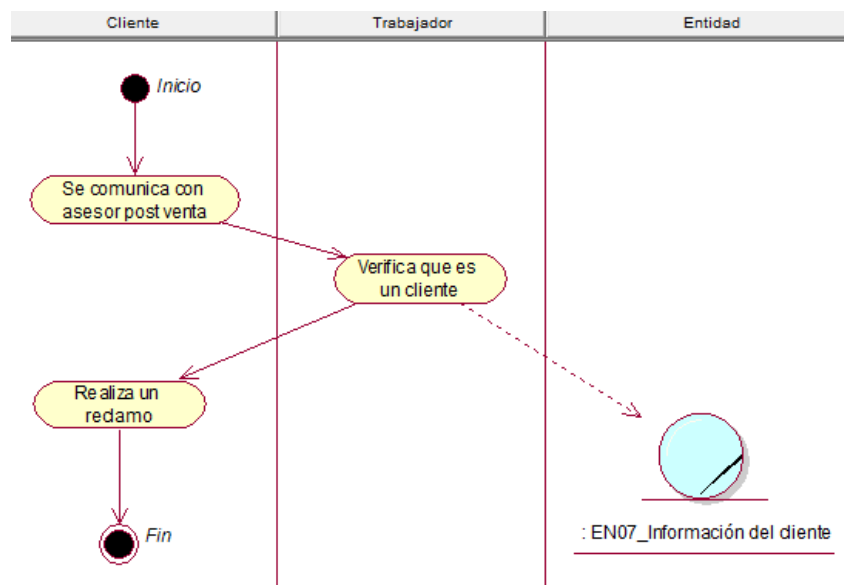 Cliente
Trabajador
Entidad
Inicio
Se comunica con
asesor post venta
Verifica que es
un cliente
Realiza un
reclamo
Fin
: EN07_Información del cliente